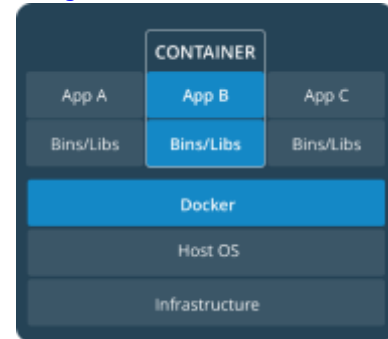 CONTAINER
App A App B App C
Bins/Libs Bins/Libs Bins/Libs
Docker
Host OS
Infrastructure